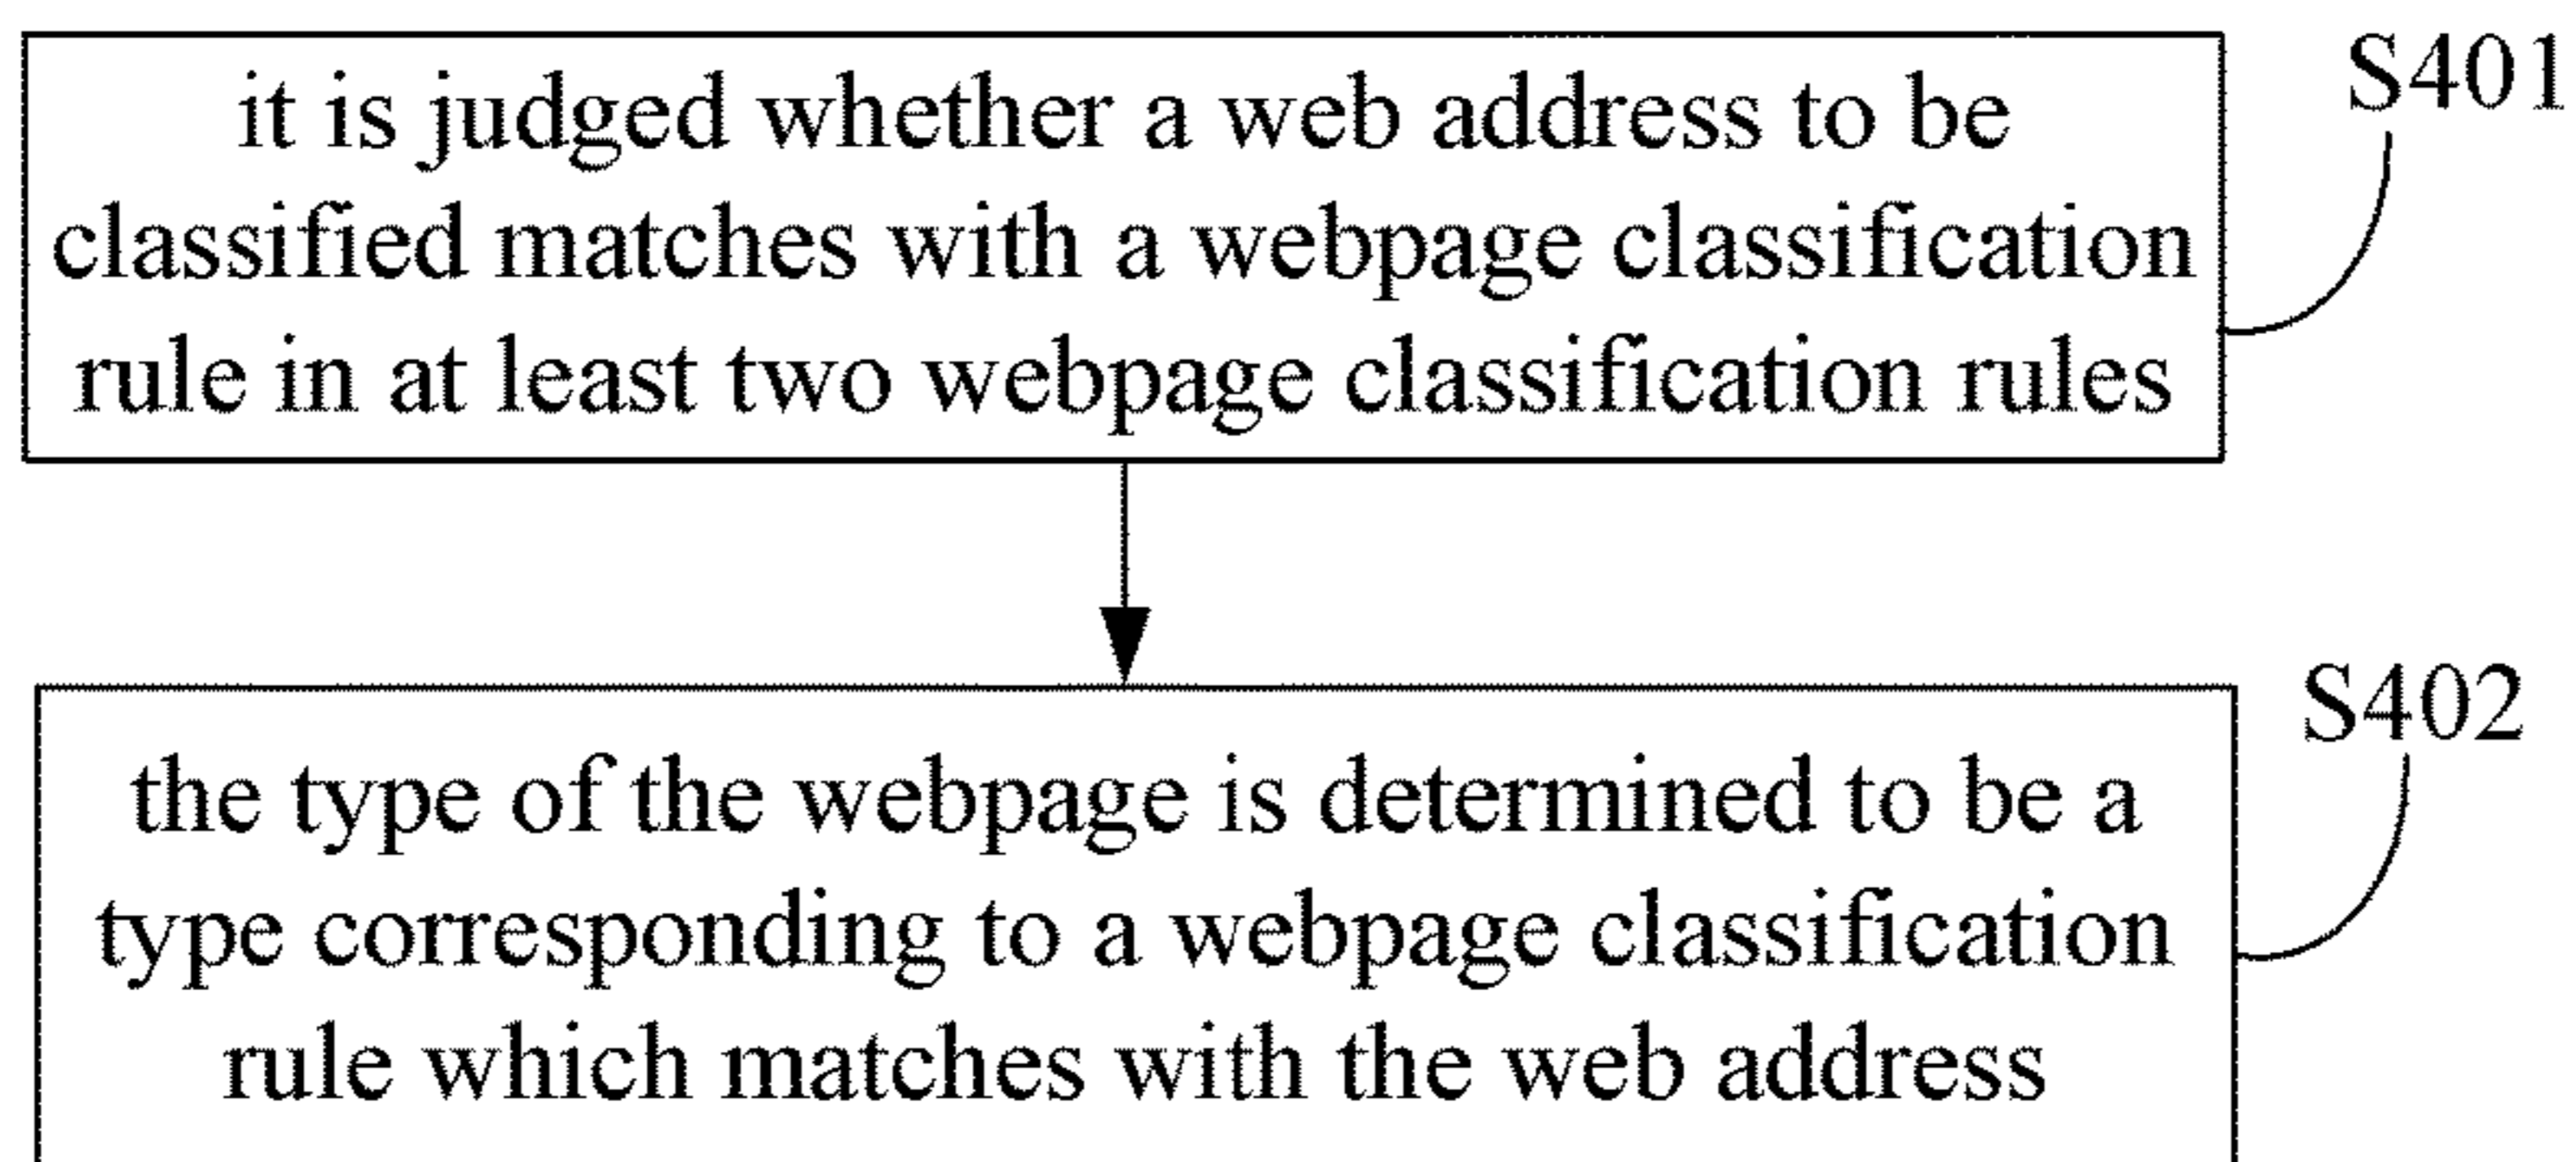 it is judged whether a web address to be
classified matches with a webpage classification
rule in at least two webpage classification rules
S401
the type of the webpage is determined to be a
type corresponding to a webpage classification
rule which matches with the web address
S402